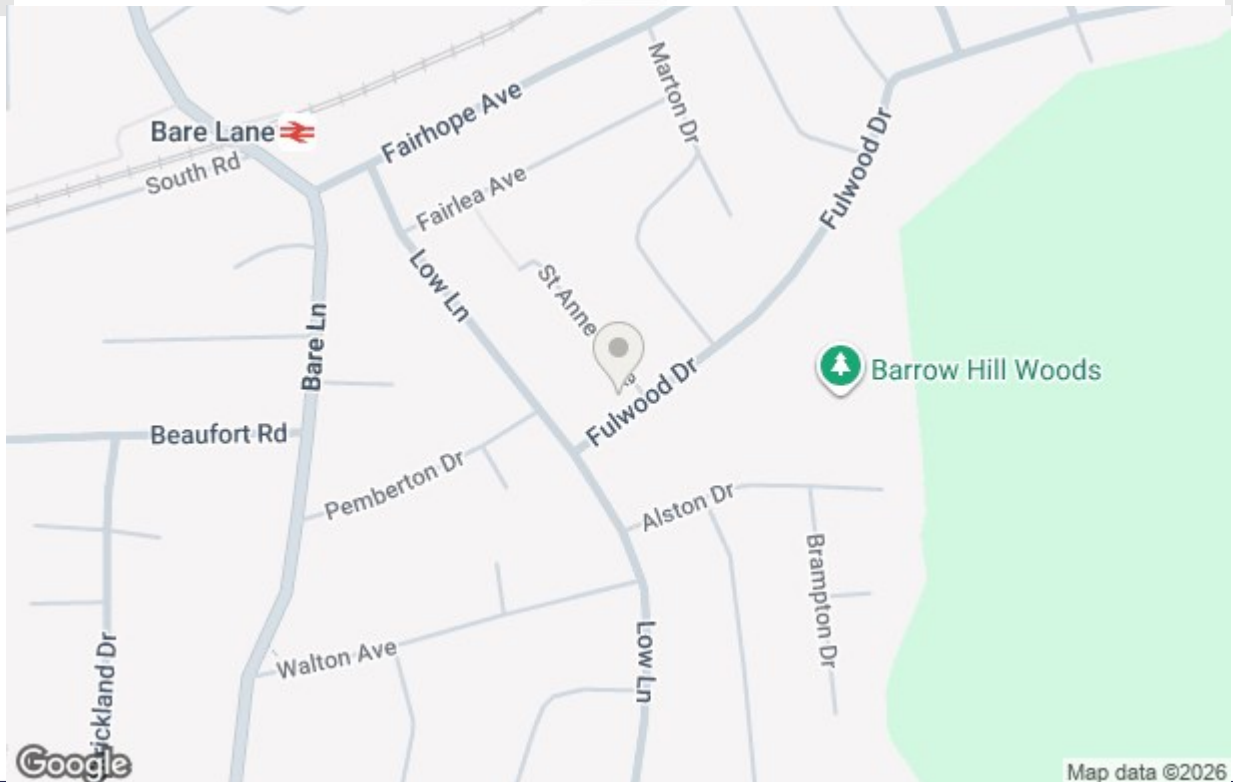 Marton Dr
Fairhope Ave
Bare Lane
South Rd
Fulwood Dr
Fairlea Ave
Low Ln
St Anne
Bare Ln
Barrow Hill Woods
Fulwood Dr
Beaufort Rd
Pemberton Dr
Alston Dr
Brampton Dr
Low Ln
Walton Ave
rickland Dr
Google
Map data ©2026